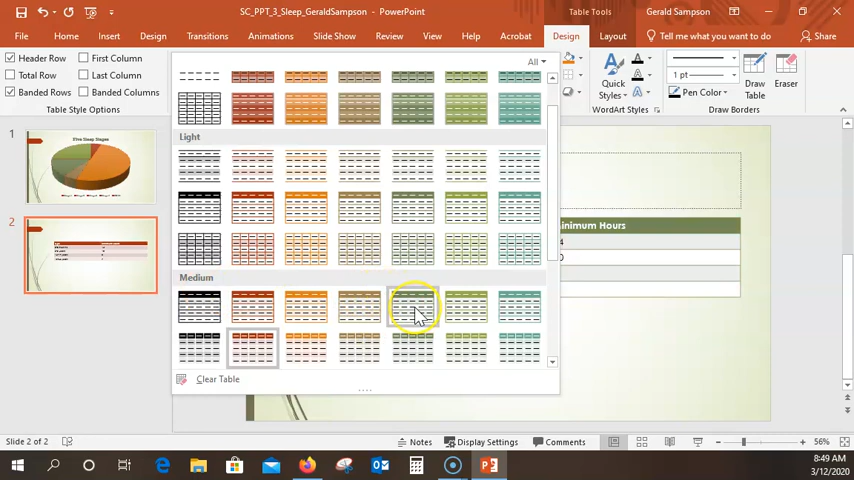 SC_PPT_3_Sleep_GeraldSampson - PowerPoint
Table Tools
Gerald Sampson
File Home Insert Design Transitions Animations Slide Show Review View Help Acrobat Design Layout Tell me what you want to do Share
Header Row First Column
Total Row Last Column
Banded Rows Banded Columns
Table Style Options
All
Quick
Styles
WordArt Styles
1 pt
Pen Color
Draw
Table
Eraser
Draw Borders
Light
Medium
Clear Table
1
Five Sleep Stages
2
inimum Hours
4
0
Slide 2 of 2
Notes Display Settings Comments
56%
8:49 AM
3/12/2020